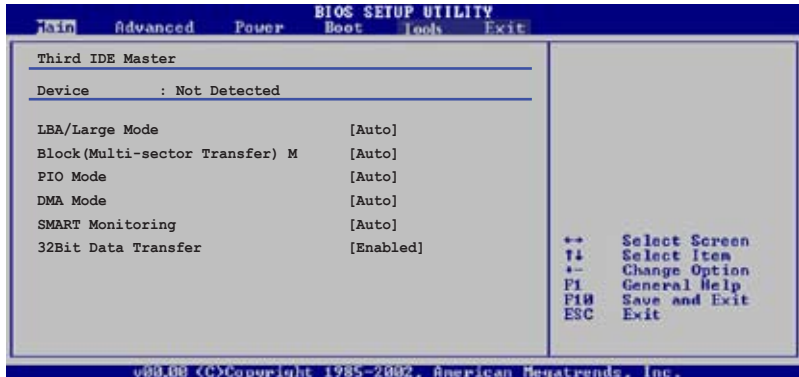 BIOS SETUP UTILITY
Main Advanced Power Boot Tools Exit
Third IDE Master
Device : Not Detected
LBA/Large Mode [Auto]
Block(Multi-sector Transfer) M [Auto]
PIO Mode [Auto]
DMA Mode [Auto]
SMART Monitoring [Auto]
32Bit Data Transfer [Enabled]
←→ Select Screen
↑↓ Select Item
+- Change Option
F1 General Help
F10 Save and Exit
ESC Exit
v00.00 (C)Copyright 1985-2002, American Megatrends, Inc.